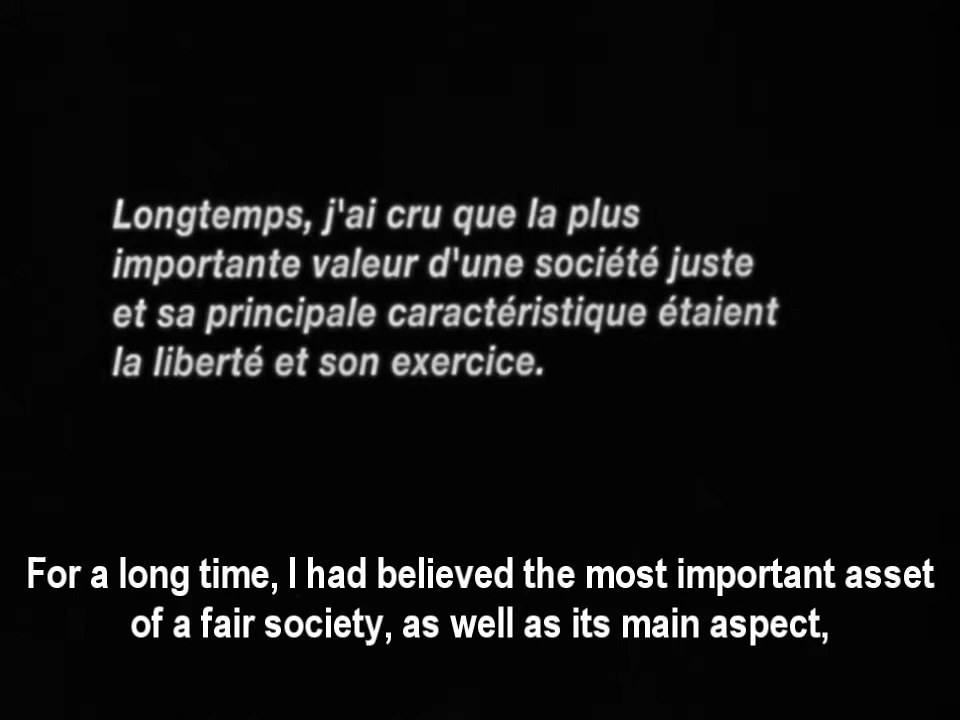 Longtemps, j'ai cru que la plus
importante valeur d'une société juste
et sa principale caractéristique étaient
la liberté et son exercice.
For a long time, I had believed the most important asset
of a fair society, as well as its main aspect,